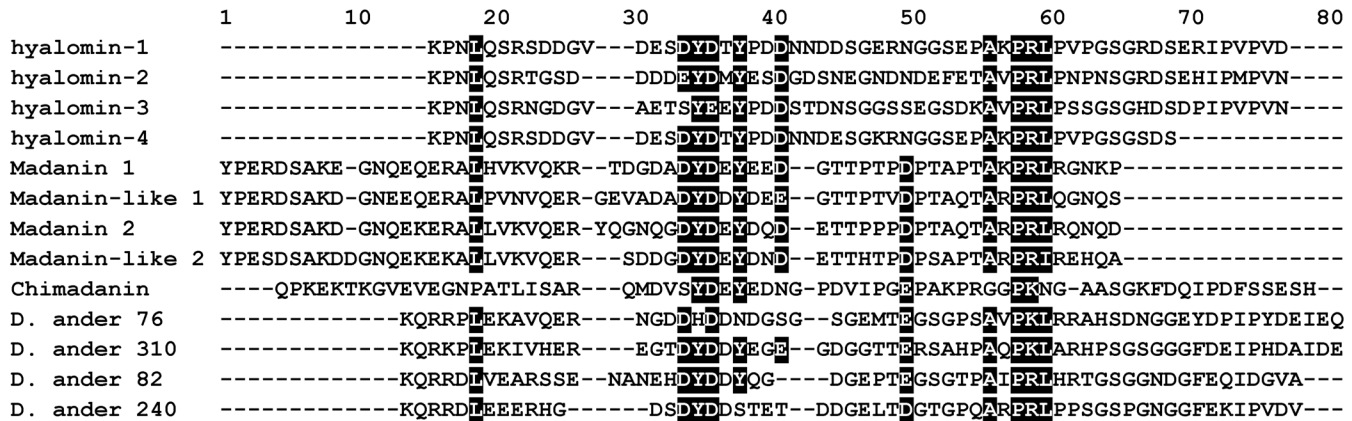 1 10 20 30 40 50 60 70 80
hyalomin-1 ---------------KPNLQSRSDDGV---DESDYDTYPDDNNDDSGERNGGSEPAKPRLPVPGSGRDSERIPVPVD----
hyalomin-2 ---------------KPNLQSRTGSD----DDDEYDMYESDGDSNEGNDNDEFETAVPRLPNPNSGRDSEHIPMPVN----
hyalomin-3 ---------------KPNLQSRNGDGV---AETSYEEYPDDSTDNSGGSSEGSDKAVPRLPSSGSGHDSDPIPVPVN----
hyalomin-4 ---------------KPNLQSRSDDGV---DESDYDTYPDDNNDESGKRNGGSEPAKPRLPVPGSGSDS------------
Madanin 1 YPERDSAKE-GNQEQERALHVKVQKR--TDGDADYDEYEED--GTTPTPDPTAPTAKPRLRGNKP----------------
Madanin-like 1 YPERDSAKD-GNEEQERALPVNVQER-GEVADADYDDYDEE--GTTPTVDPTAQTARPRLQGNQS----------------
Madanin 2 YPERDSAKD-GNQEKERALLVKVQER-YQGNQGDYDEYDQD--ETTPPPDPTAQTARPRLRQNQD----------------
Madanin-like 2 YPESDSAKDDGNQEKEKALLVKVQER---SDDGDYDEYDND--ETTHTPDPSAPTARPRIREHQA----------------
Chimadanin ----QPKEKTKGVEVEGNPATLISAR---QMDVSYDEYEDNG-PDVIPGEPAKPRGGPKNG-AASGKFDQIPDFSSESH--
D. ander 76 -------------KQRRPLEKAVQER----NGDDHDDNDGSG--SGEMTEGSGPSAVPKLRRAHSDNGGEYDPIPYDEIEQ
D. ander 310 -------------KQRKPLEKIVHER----EGTDYDDYEGE--GDGGTTERSAHPAQPKLARHPSGSGGGFDEIPHDAIDE
D. ander 82 -------------KQRRDLVEARSSE--NANEHDYDDYQG----DGEPTEGSGTPAIPRLHRTGSGGNDGFEQIDGVA---
D. ander 240 -------------KQRRDLEEERHG------DSDYDDSTET--DDGELTDGTGPQARPRLPPSGSPGNGGFEKIPVDV---